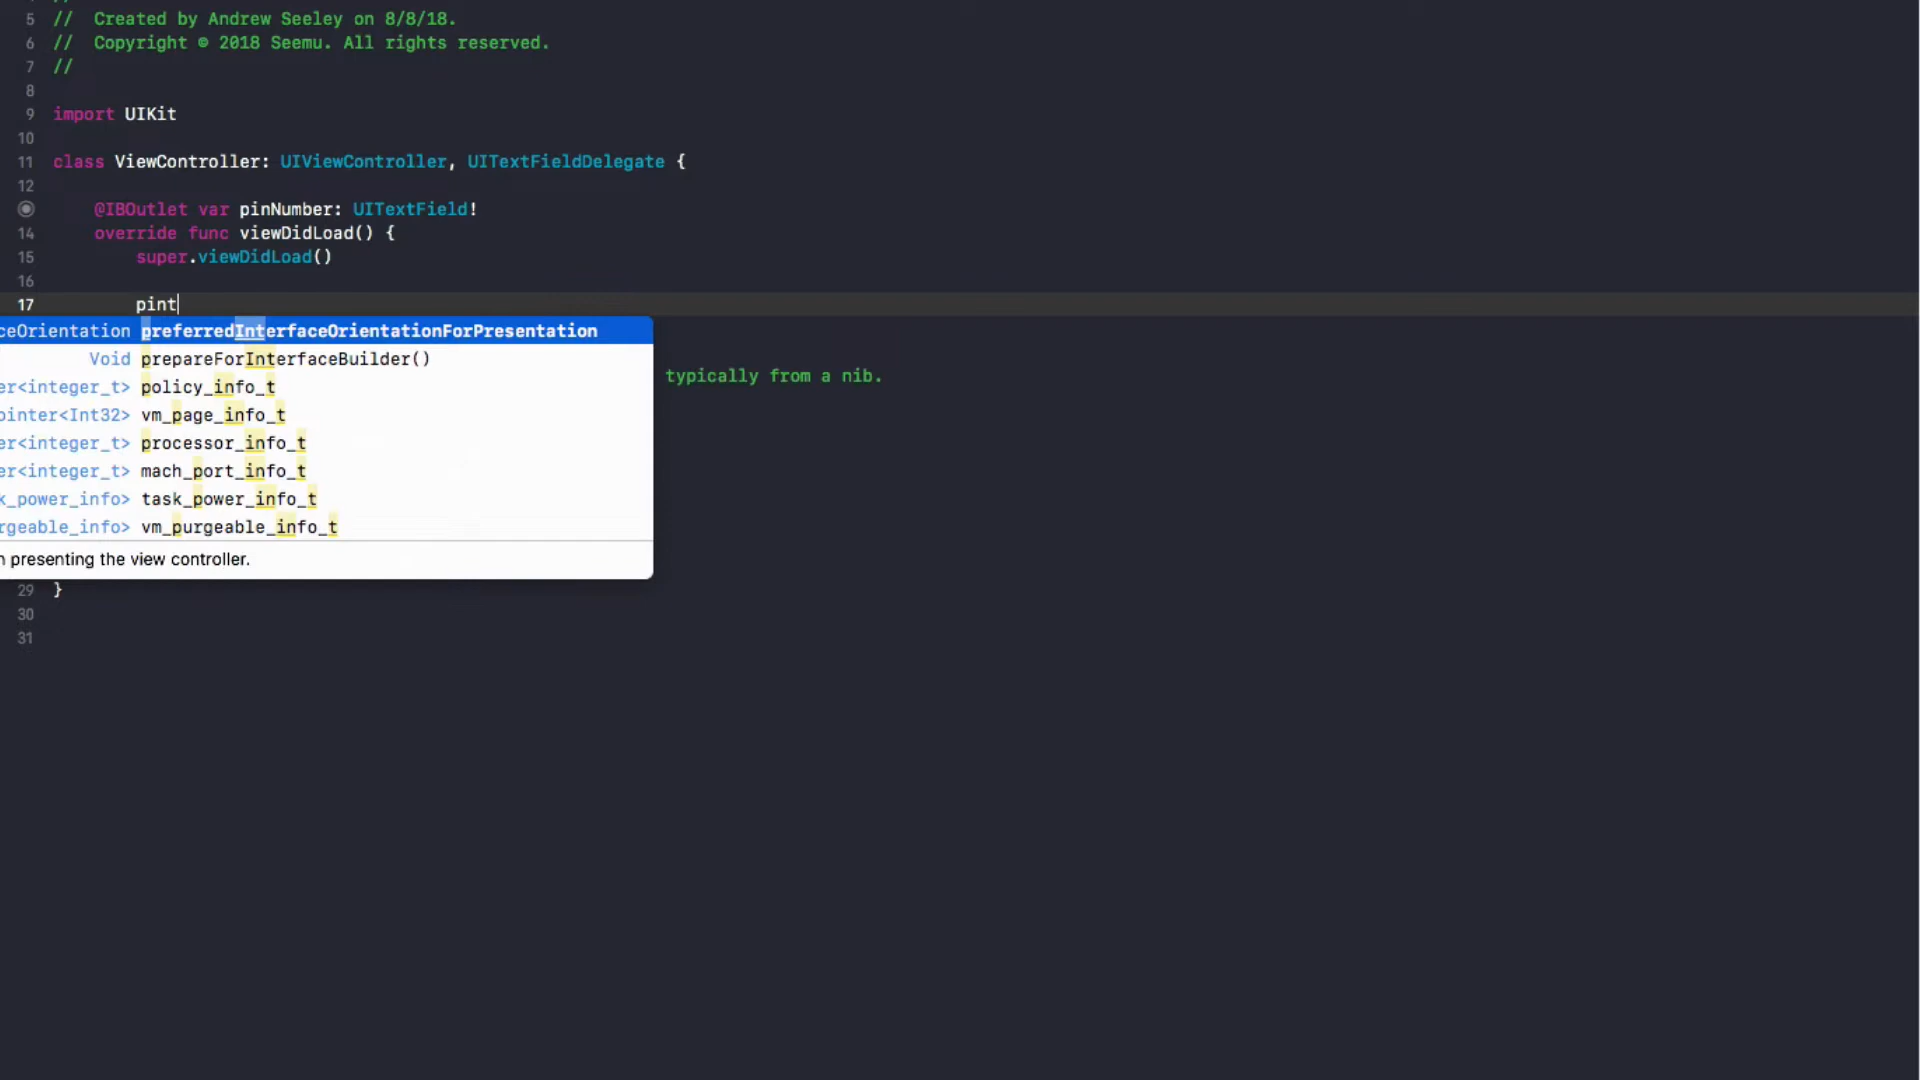 5 //  Created by Andrew Seeley on 8/8/18.
6 //  Copyright © 2018 Seemu. All rights reserved.
7 //
8
9 import UIKit
10
11 class ViewController: UIViewController, UITextFieldDelegate {
12
@IBOutlet var pinNumber: UITextField!
14 override func viewDidLoad() {
15 super.viewDidLoad()
16
17 pint
ceOrientation preferredInterfaceOrientationForPresentation
Void prepareForInterfaceBuilder()
er<integer_t> policy_info_t
typically from a nib.
ointer<Int32> vm_page_info_t
er<integer_t> processor_info_t
er<integer_t> mach_port_info_t
k_power_info> task_power_info_t
rgeable_info> vm_purgeable_info_t
n presenting the view controller.
29 }
30
31